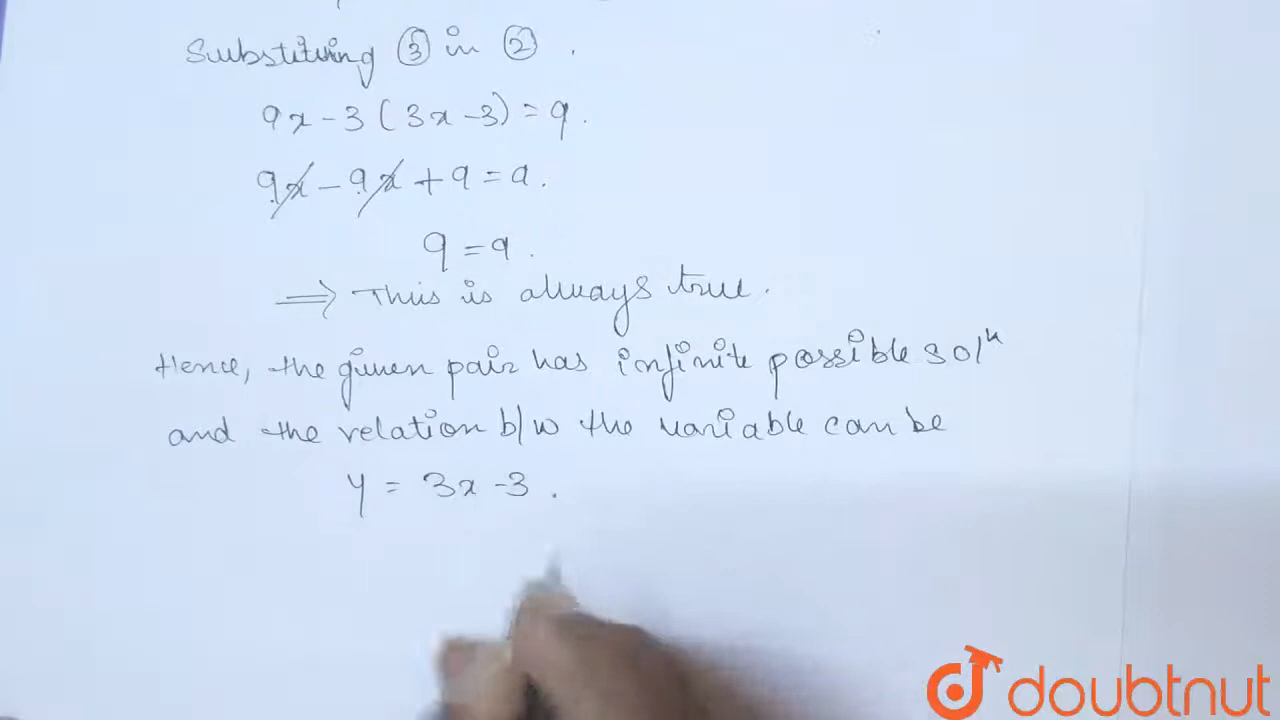 Substituting ③ in ② .
9x - 3 ( 3x - 3) = 9 .
9x - 9x + 9 = 9 .
9 = 9 .
⟹ This is always true .
Hence, the given pair has infinite possible solⁿ
and the relation b/w the variable can be
y = 3x - 3 .
doubtnut